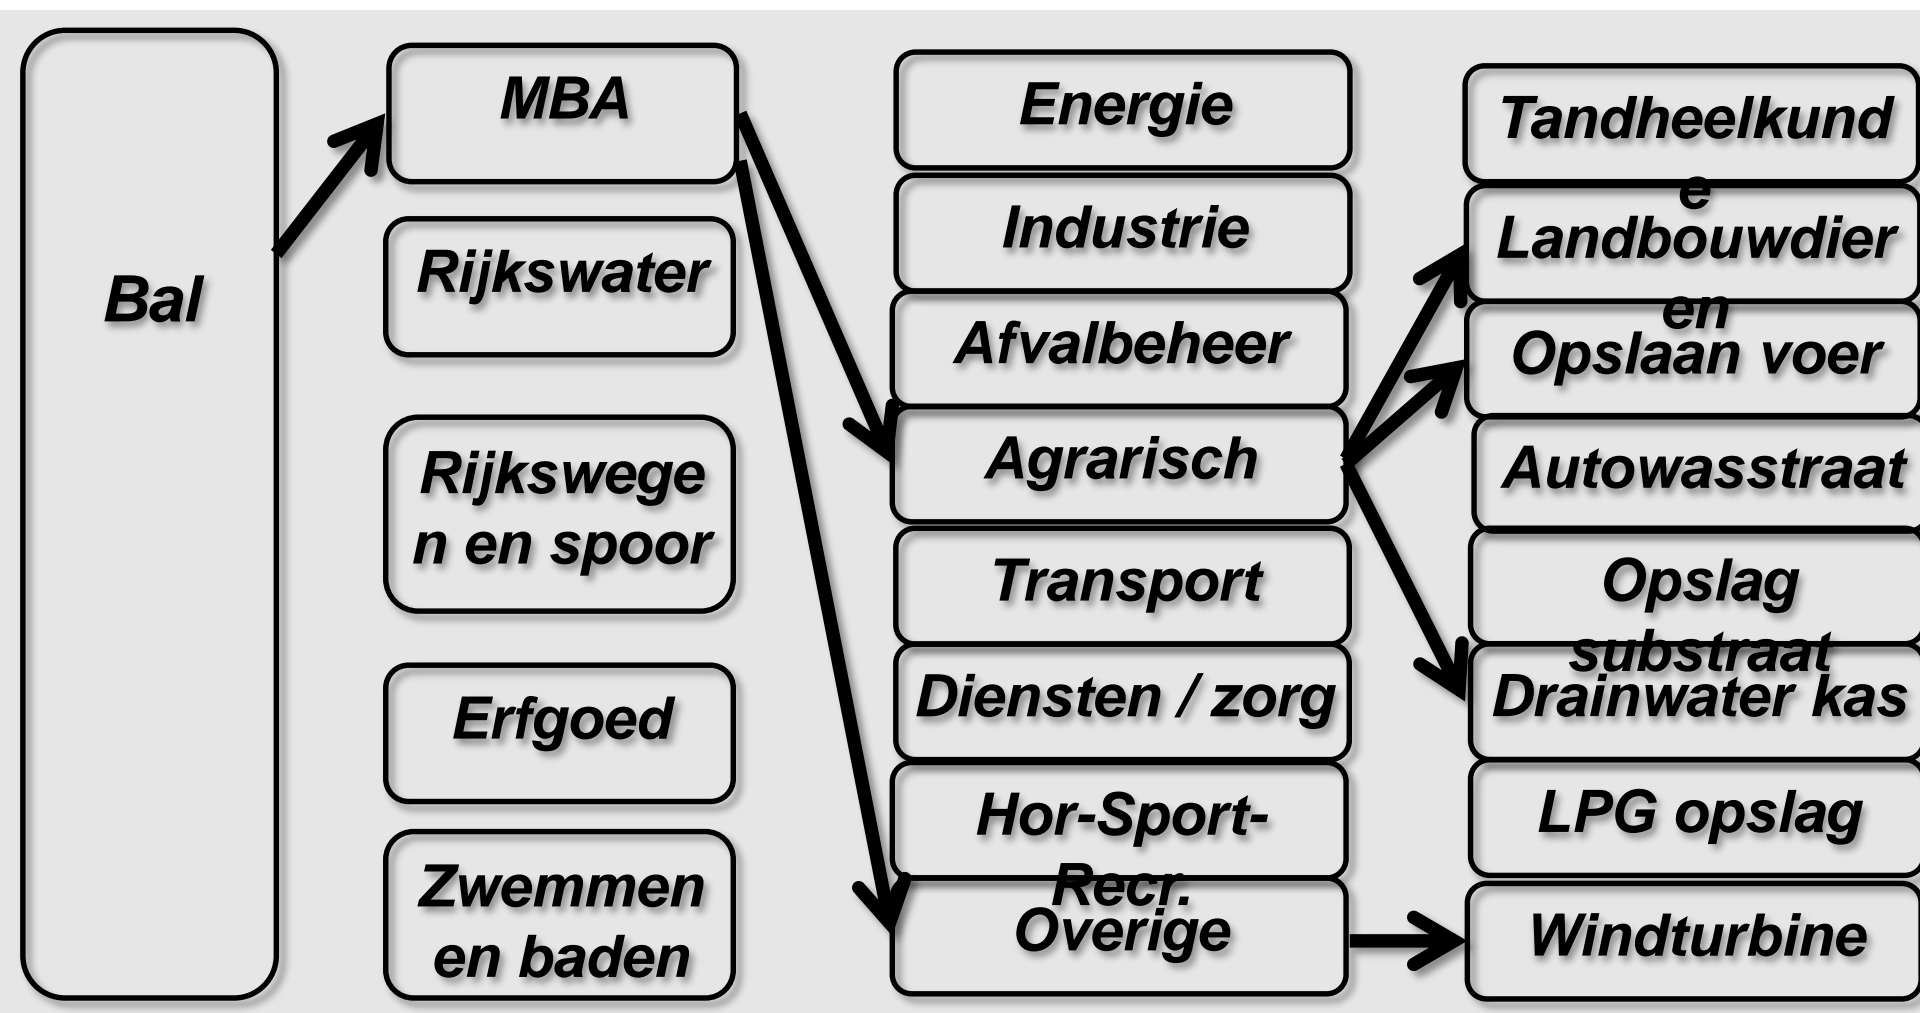 Bal
MBA
Rijkswater
Rijkswege
n en spoor
Erfgoed
Zwemmen
en baden
Energie
Industrie
Afvalbeheer
Agrarisch
Transport
Diensten / zorg
Hor-Sport-
Recr.
Overige
Tandheelkund
e
Landbouwdier
en
Opslaan voer
Autowasstraat
Opslag
substraat
Drainwater kas
LPG opslag
Windturbine